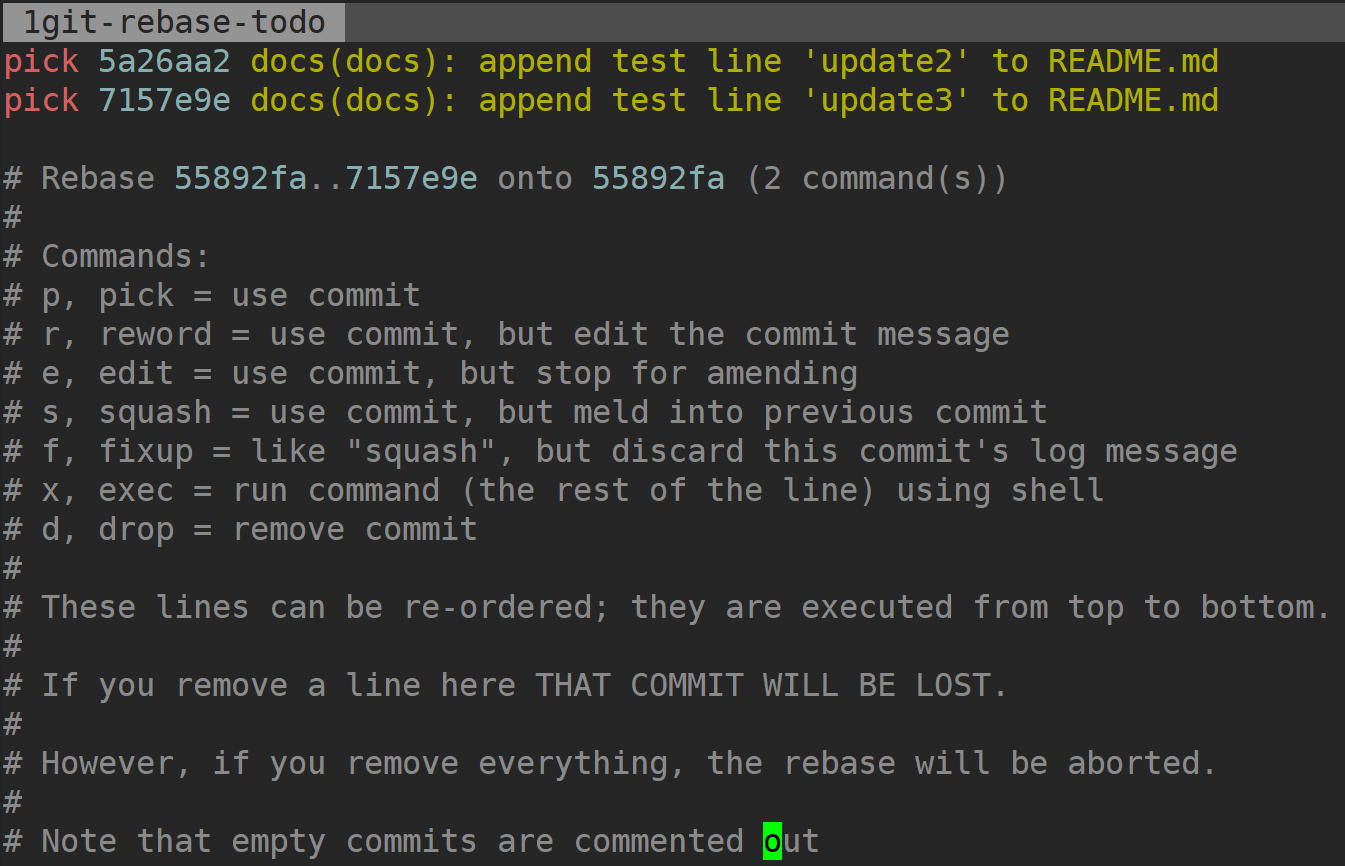 1git-rebase-todo
pick 5a26aa2 docs(docs): append test line 'update2' to README.md
pick 7157e9e docs(docs): append test line 'update3' to README.md
# Rebase 55892fa..7157e9e onto 55892fa (2 command(s))
#
# Commands:
# p, pick = use commit
# r, reword = use commit, but edit the commit message
# e, edit = use commit, but stop for amending
# s, squash = use commit, but meld into previous commit
# f, fixup = like "squash", but discard this commit's log message
# x, exec = run command (the rest of the line) using shell
# d, drop = remove commit
#
# These lines can be re-ordered; they are executed from top to bottom.
#
# If you remove a line here THAT COMMIT WILL BE LOST.
#
# However, if you remove everything, the rebase will be aborted.
#
# Note that empty commits are commented out